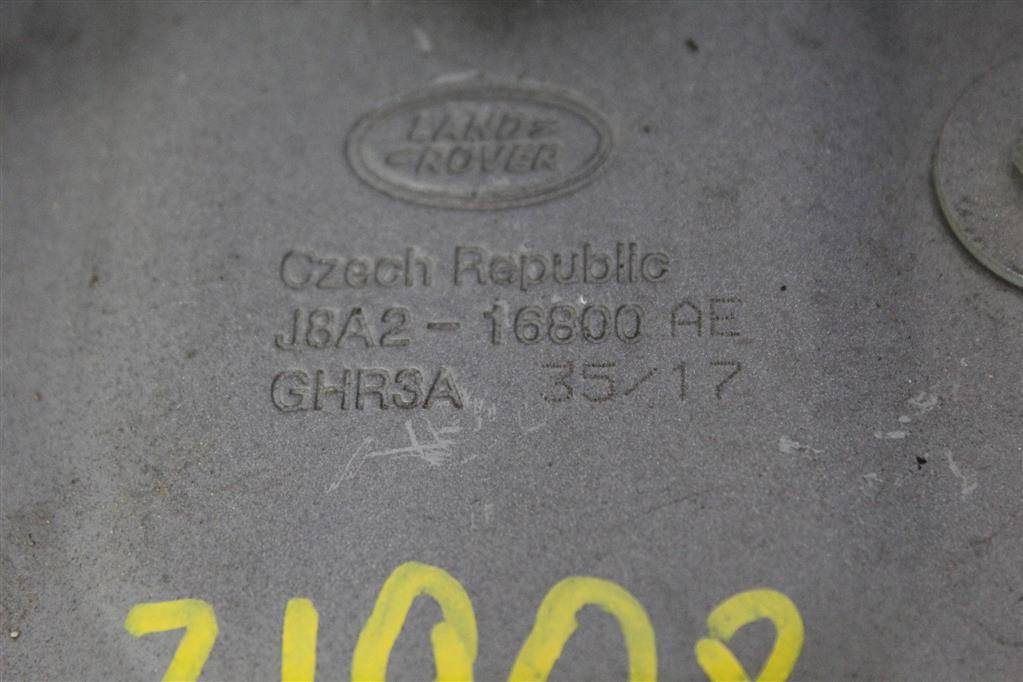 LAND
ROVER
Czech Republic
J8A2-16800 AE
GHR3A 35/17